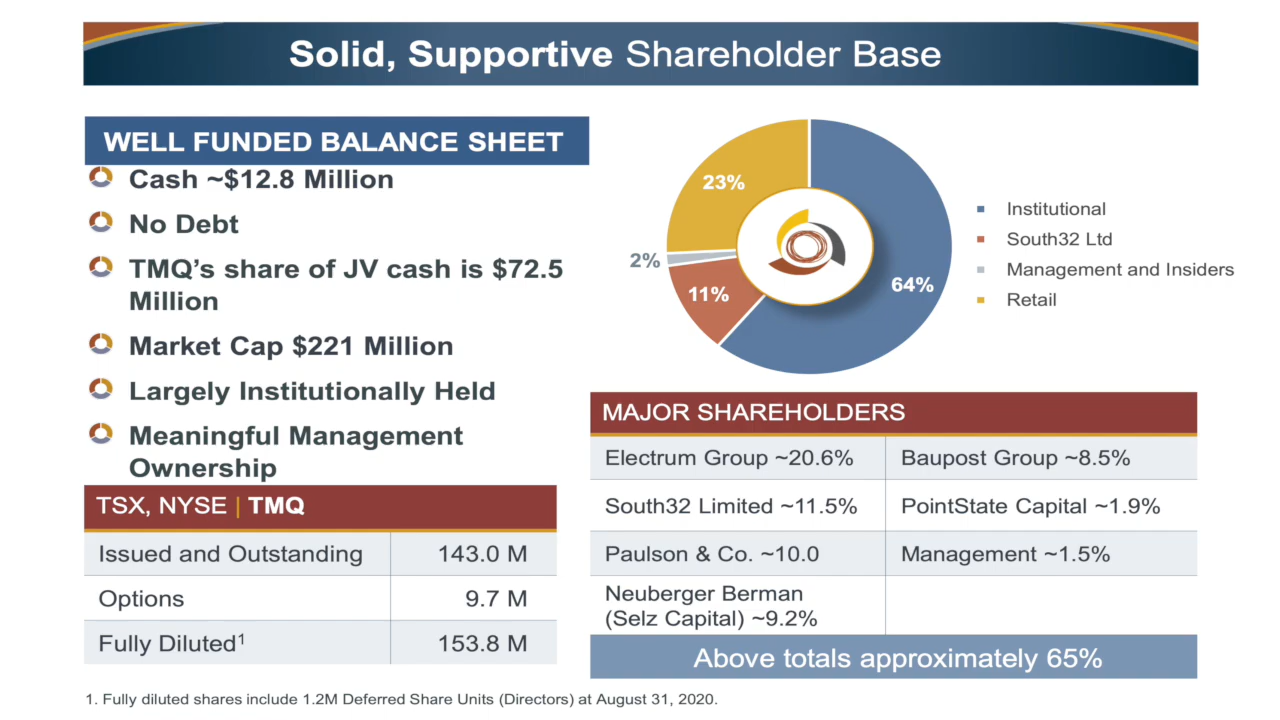 Solid, Supportive Shareholder Base
WELL FUNDED BALANCE SHEET
Cash ~$12.8 Million
No Debt
TMQ’s share of JV cash is $72.5
Million
Market Cap $221 Million
Largely Institutionally Held
Meaningful Management
Ownership
TSX, NYSE | TMQ
Issued and Outstanding 143.0 M
Options 9.7 M
Fully Diluted¹ 153.8 M
23%
2%
11%
64%
Institutional
South32 Ltd
Management and Insiders
Retail
MAJOR SHAREHOLDERS
Electrum Group ~20.6% Baupost Group ~8.5%
South32 Limited ~11.5% PointState Capital ~1.9%
Paulson & Co. ~10.0 Management ~1.5%
Neuberger Berman
(Selz Capital) ~9.2%
Above totals approximately 65%
1. Fully diluted shares include 1.2M Deferred Share Units (Directors) at August 31, 2020.